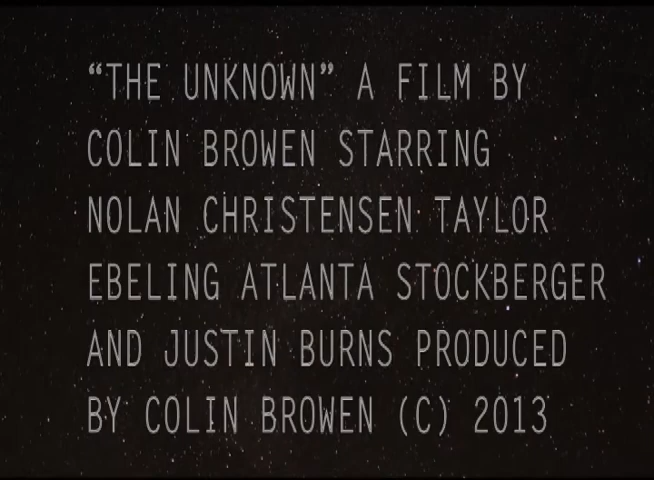 “THE UNKNOWN” A FILM BY
COLIN BROWEN STARRING
NOLAN CHRISTENSEN TAYLOR
EBELING ATLANTA STOCKBERGER
AND JUSTIN BURNS PRODUCED
BY COLIN BROWEN (C) 2013